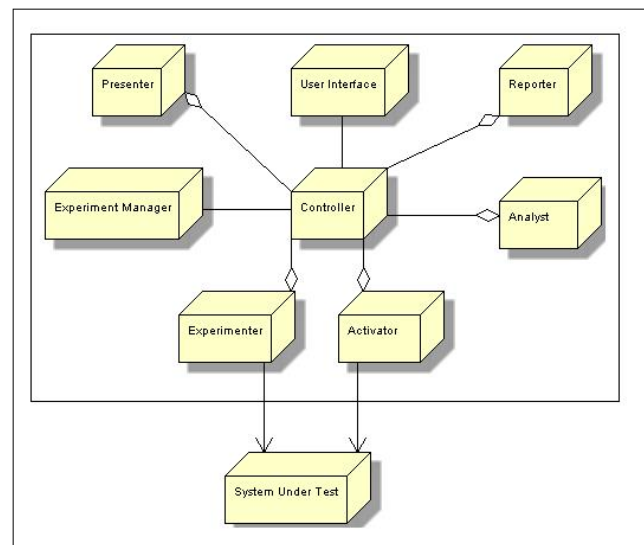 Presenter
User Interface
Reporter
Experiment Manager
Controller
Analyst
Experimenter
Activator
System Under Test